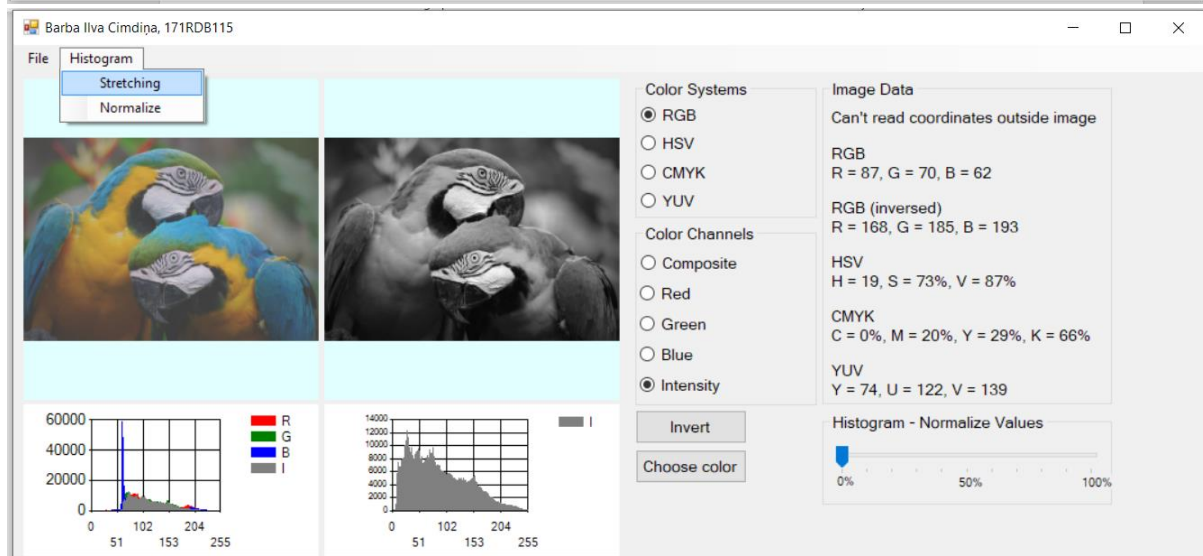 Barba Ilva Cimdiņa, 171RDB115
File Histogram
Stretching
Normalize
Color Systems
RGB
HSV
CMYK
YUV
Color Channels
Composite
Red
Green
Blue
Intensity
Invert
Choose color
Image Data
Can't read coordinates outside image
RGB
R = 87, G = 70, B = 62
RGB (inversed)
R = 168, G = 185, B = 193
HSV
H = 19, S = 73%, V = 87%
CMYK
C = 0%, M = 20%, Y = 29%, K = 66%
YUV
Y = 74, U = 122, V = 139
Histogram - Normalize Values
0% 50% 100%
60000
40000
20000
0
0 102 204
51 153 255
R
G
B
I
14000
12000
10000
8000
6000
4000
2000
0
0 102 204
51 153 255
I